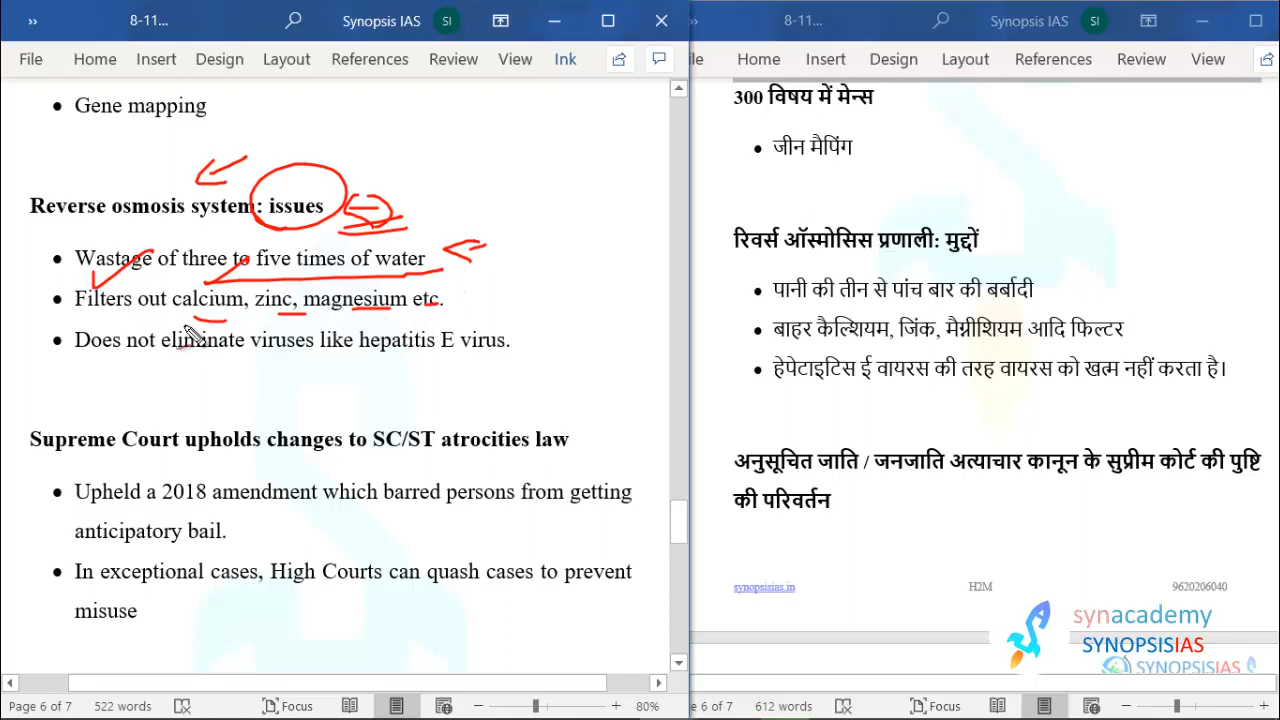 8-11...
Synopsis IAS
SI
File Home Insert Design Layout References Review View Ink
Gene mapping
Reverse osmosis system: issues
Wastage of three to five times of water
Filters out calcium, zinc, magnesium etc.
Does not eliminate viruses like hepatitis E virus.
Supreme Court upholds changes to SC/ST atrocities law
Upheld a 2018 amendment which barred persons from getting
anticipatory bail.
In exceptional cases, High Courts can quash cases to prevent
misuse
Page 6 of 7 522 words Focus 80%
8-11...
Synopsis IAS
SI
le Home Insert Design Layout References Review View
300 विषय में मेन्स
जीन मैपिंग
रिवर्स ऑस्मोसिस प्रणाली: मुद्दों
पानी की तीन से पांच बार की बर्बादी
बाहर कैल्शियम, जिंक, मैग्नीशियम आदि फिल्टर
हेपेटाइटिस ई वायरस की तरह वायरस को खत्म नहीं करता है।
अनुसूचित जाति / जनजाति अत्याचार कानून के सुप्रीम कोर्ट की पुष्टि
की परिवर्तन
synopsisias.in H2M 9620206040
synacademy
SYNOPSISIAS
SYNOPSISIAS
6 of 7 612 words Focus